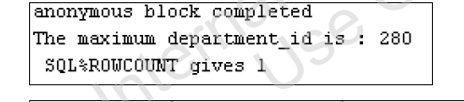 anonymous block completed
The maximum department_id is : 280
SQL%ROWCOUNT gives 1